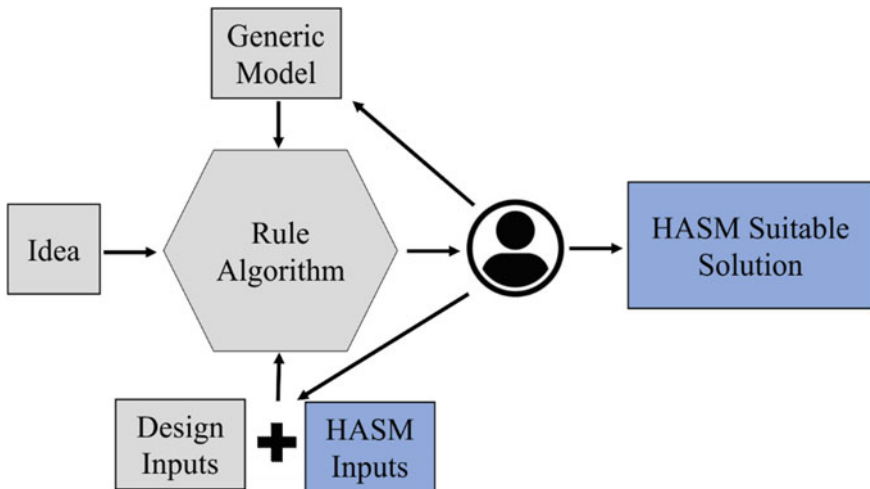 Generic
Model
Idea
Rule
Algorithm
HASM Suitable
Solution
Design
Inputs
HASM
Inputs